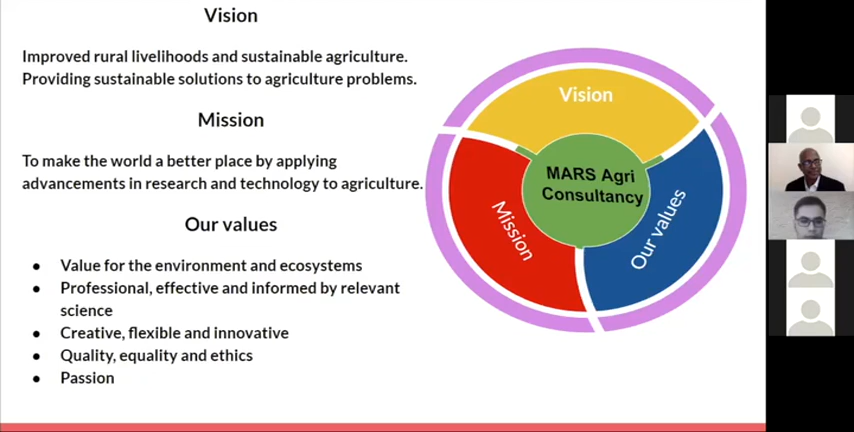 Vision
Improved rural livelihoods and sustainable agriculture.
Providing sustainable solutions to agriculture problems.
Mission
To make the world a better place by applying
advancements in research and technology to agriculture.
Our values
● Value for the environment and ecosystems
● Professional, effective and informed by relevant
science
● Creative, flexible and innovative
● Quality, equality and ethics
● Passion
Vision
MARS Agri
Consultancy
Mission
Our values